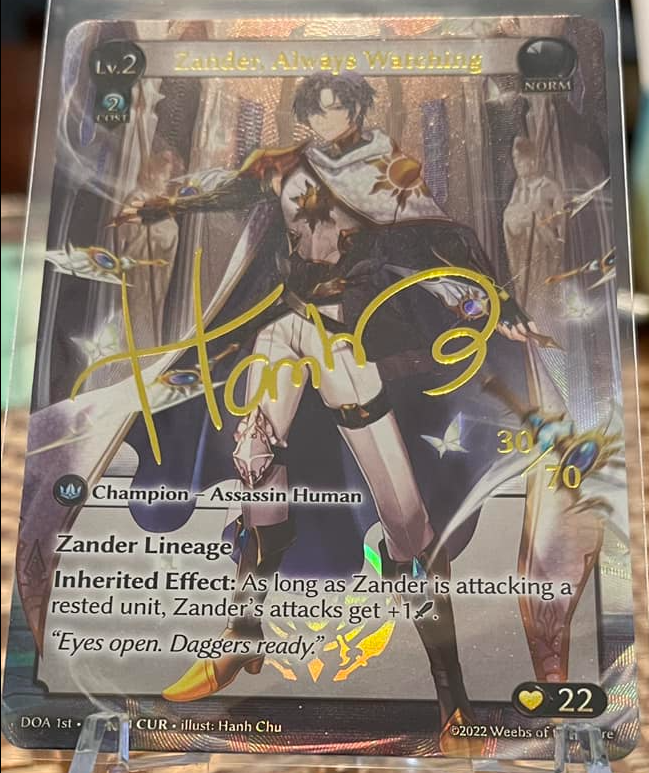 Lv.2
Zander, Always Watching
NORM
2
COST
Hanh
30/70
Champion – Assassin Human
Zander Lineage
Inherited Effect: As long as Zander is attacking a
rested unit, Zander's attacks get +1.
"Eyes open. Daggers ready."
22
DOA 1st • CUR • illust: Hanh Chu
©2022 Weebs of